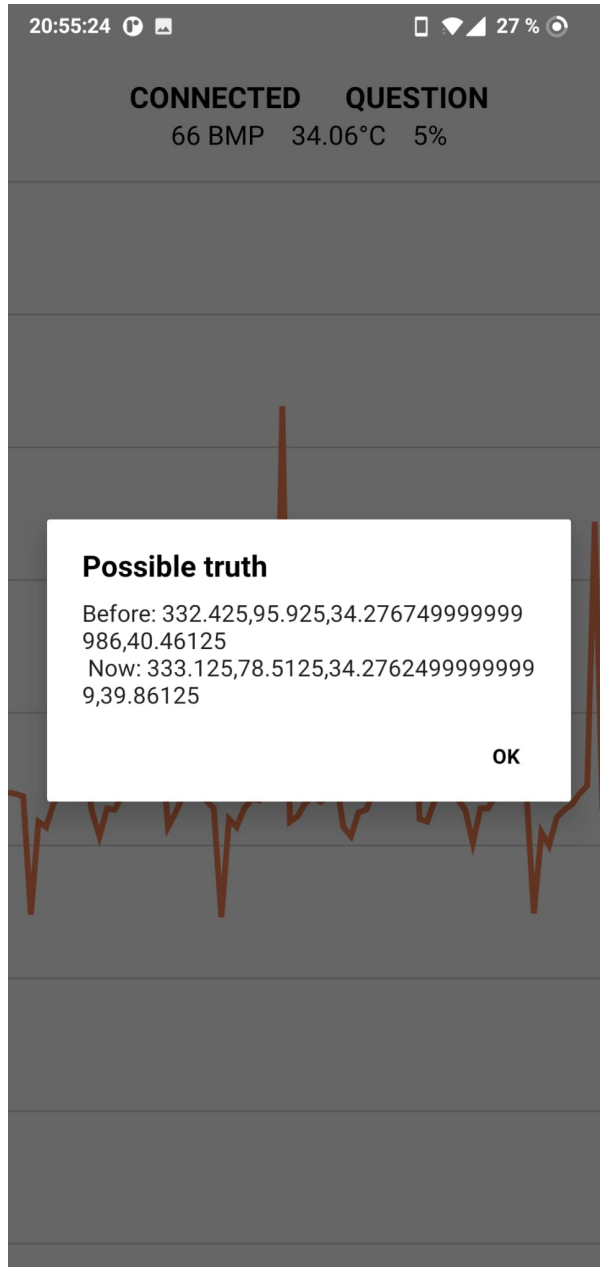 20:55:24 27 %
CONNECTED QUESTION
66 BMP 34.06°C 5%
Possible truth
Before: 332.425,95.925,34.276749999999
986,40.46125
Now: 333.125,78.5125,34.2762499999999
9,39.86125
OK